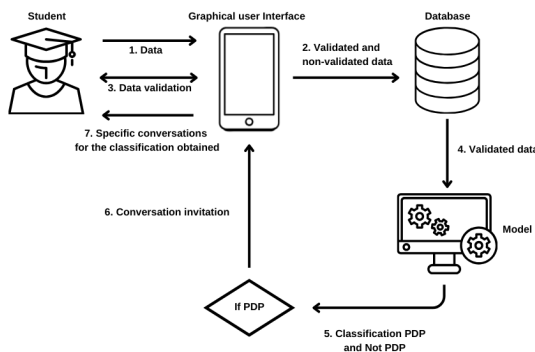 Student
Graphical user Interface
Database
1. Data
2. Validated and
non-validated data
3. Data validation
7. Specific conversations
for the classification obtained
4. Validated data
Model
6. Conversation invitation
If PDP
5. Classification PDP
and Not PDP